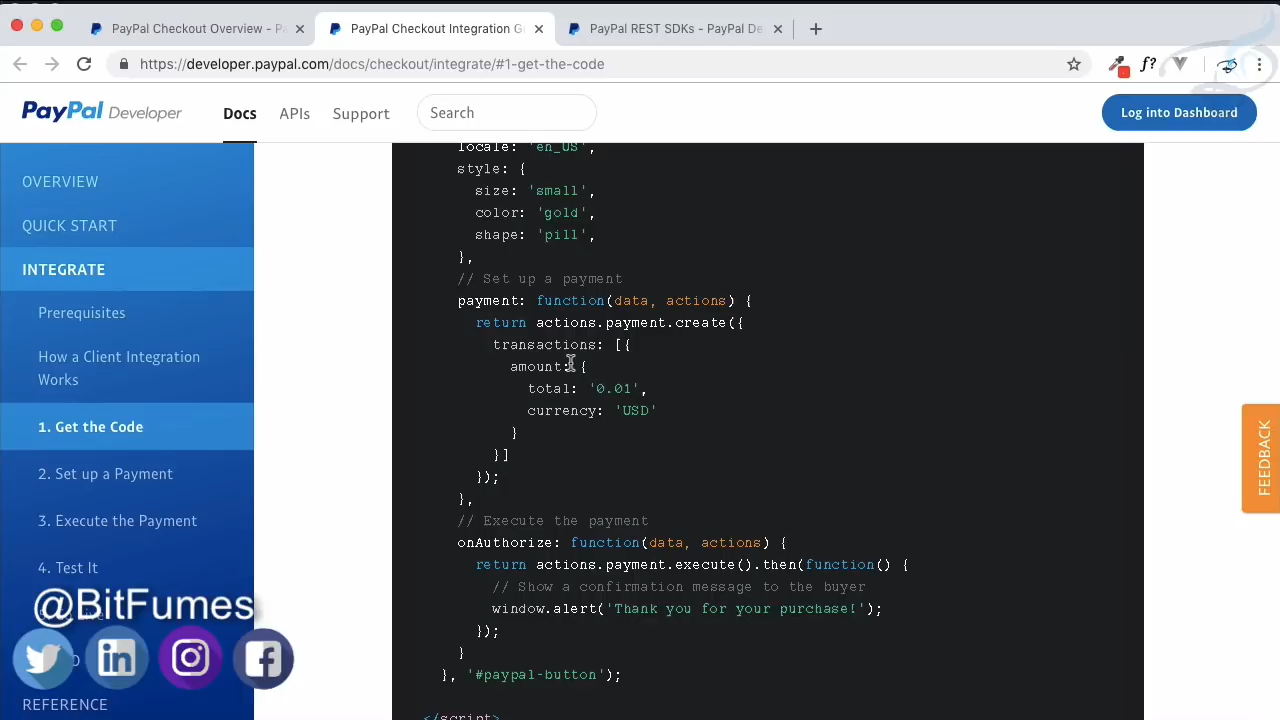 PayPal Checkout Overview - Pa
PayPal Checkout Integration G
PayPal REST SDKs - PayPal De
https://developer.paypal.com/docs/checkout/integrate/#1-get-the-code
f?
PayPal Developer
Docs
APIs
Support
Search
Log into Dashboard
OVERVIEW
QUICK START
INTEGRATE
Prerequisites
How a Client Integration
Works
1. Get the Code
2. Set up a Payment
3. Execute the Payment
4. Test It
@BitFumes
REFERENCE
locale: 'en_US',
style: {
size: 'small',
color: 'gold',
shape: 'pill',
},
// Set up a payment
payment: function(data, actions) {
return actions.payment.create({
transactions: [{
amount: {
total: '0.01',
currency: 'USD'
}
}]
});
},
// Execute the payment
onAuthorize: function(data, actions) {
return actions.payment.execute().then(function() {
// Show a confirmation message to the buyer
window.alert('Thank you for your purchase!');
});
}
}, '#paypal-button');
</script>
FEEDBACK